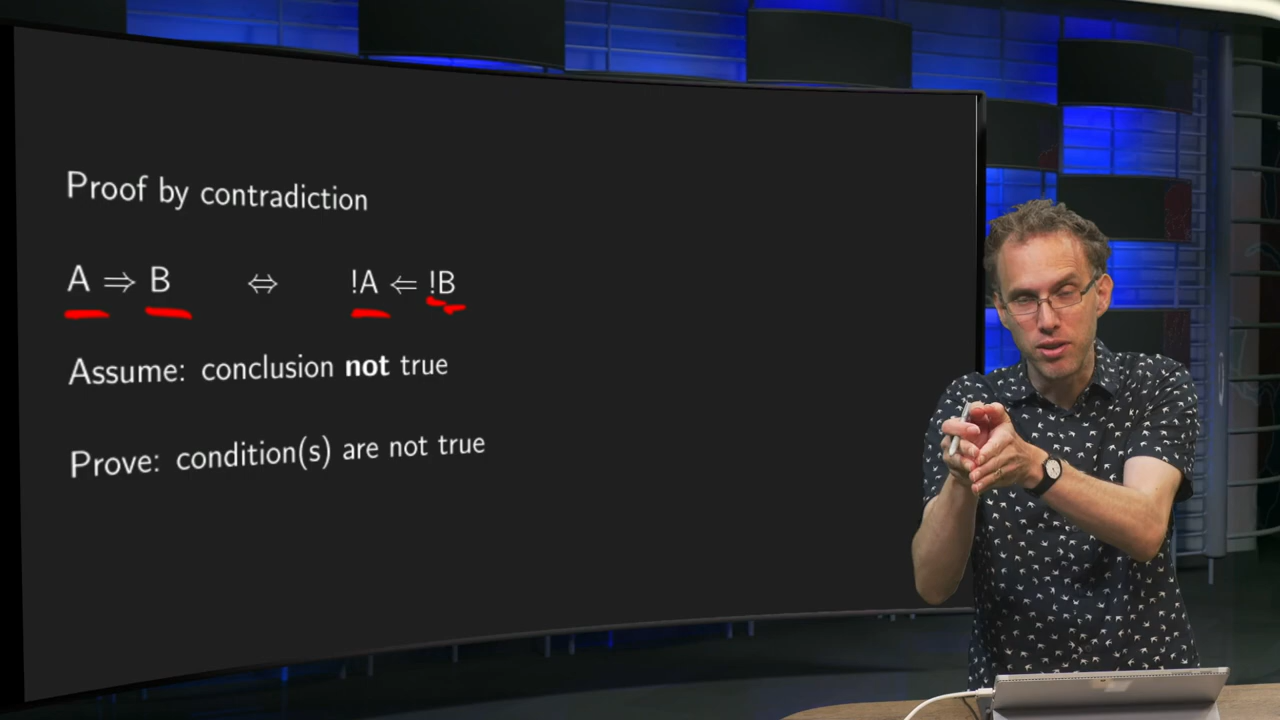 Proof by contradiction
A ⇒ B ⇔ !A ⇐ !B
Assume: conclusion not true
Prove: condition(s) are not true